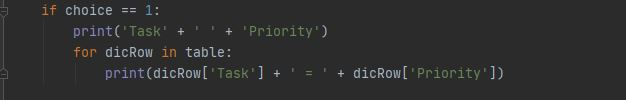 if choice == 1:
    print('Task' + ' ' + 'Priority')
    for dicRow in table:
        print(dicRow['Task'] + ' = ' + dicRow['Priority'])